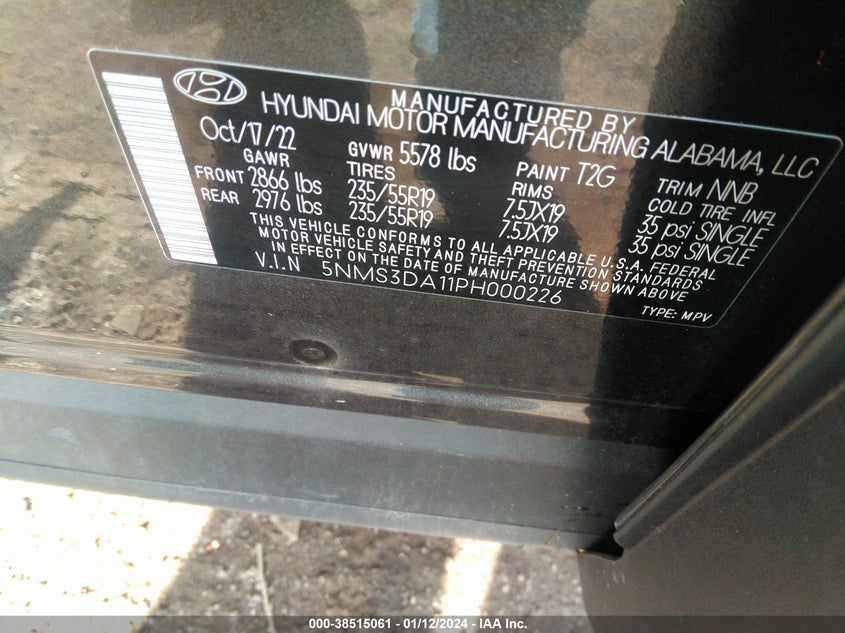 MANUFACTURED BY
HYUNDAI MOTOR MANUFACTURING ALABAMA, LLC
Oct/17/22 GVWR 5578 lbs PAINT T2G TRIM NNB
GAWR TIRES RIMS COLD TIRE INFL
FRONT 2866 lbs 235/55R19 7.5JX19 35 psi SINGLE
REAR 2976 lbs 235/55R19 7.5JX19 35 psi SINGLE
THIS VEHICLE CONFORMS TO ALL APPLICABLE U.S.A. FEDERAL
MOTOR VEHICLE SAFETY AND THEFT PREVENTION STANDARDS
IN EFFECT ON THE DATE OF MANUFACTURE SHOWN ABOVE
V.I.N 5NMS3DA11PH000226
TYPE: MPV
000-38515061 - 01/12/2024 - IAA Inc.